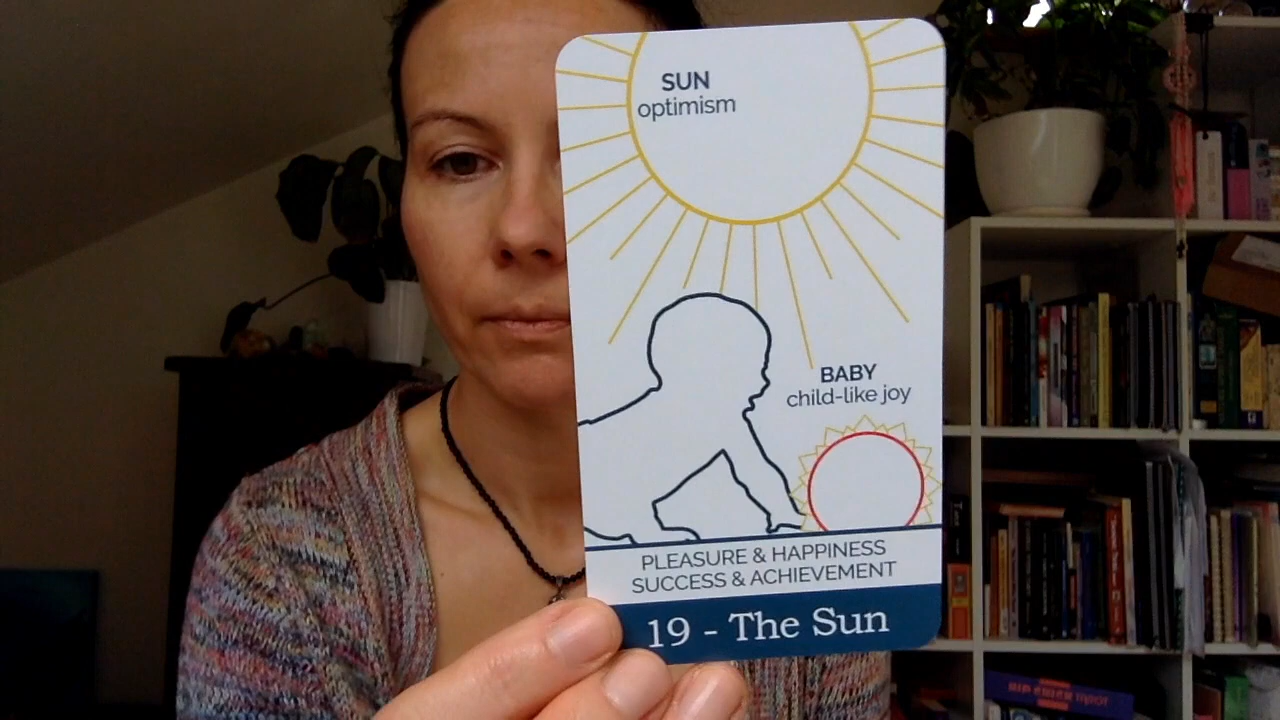 SUN
optimism
BABY
child-like joy
PLEASURE & HAPPINESS
SUCCESS & ACHIEVEMENT
19 - The Sun